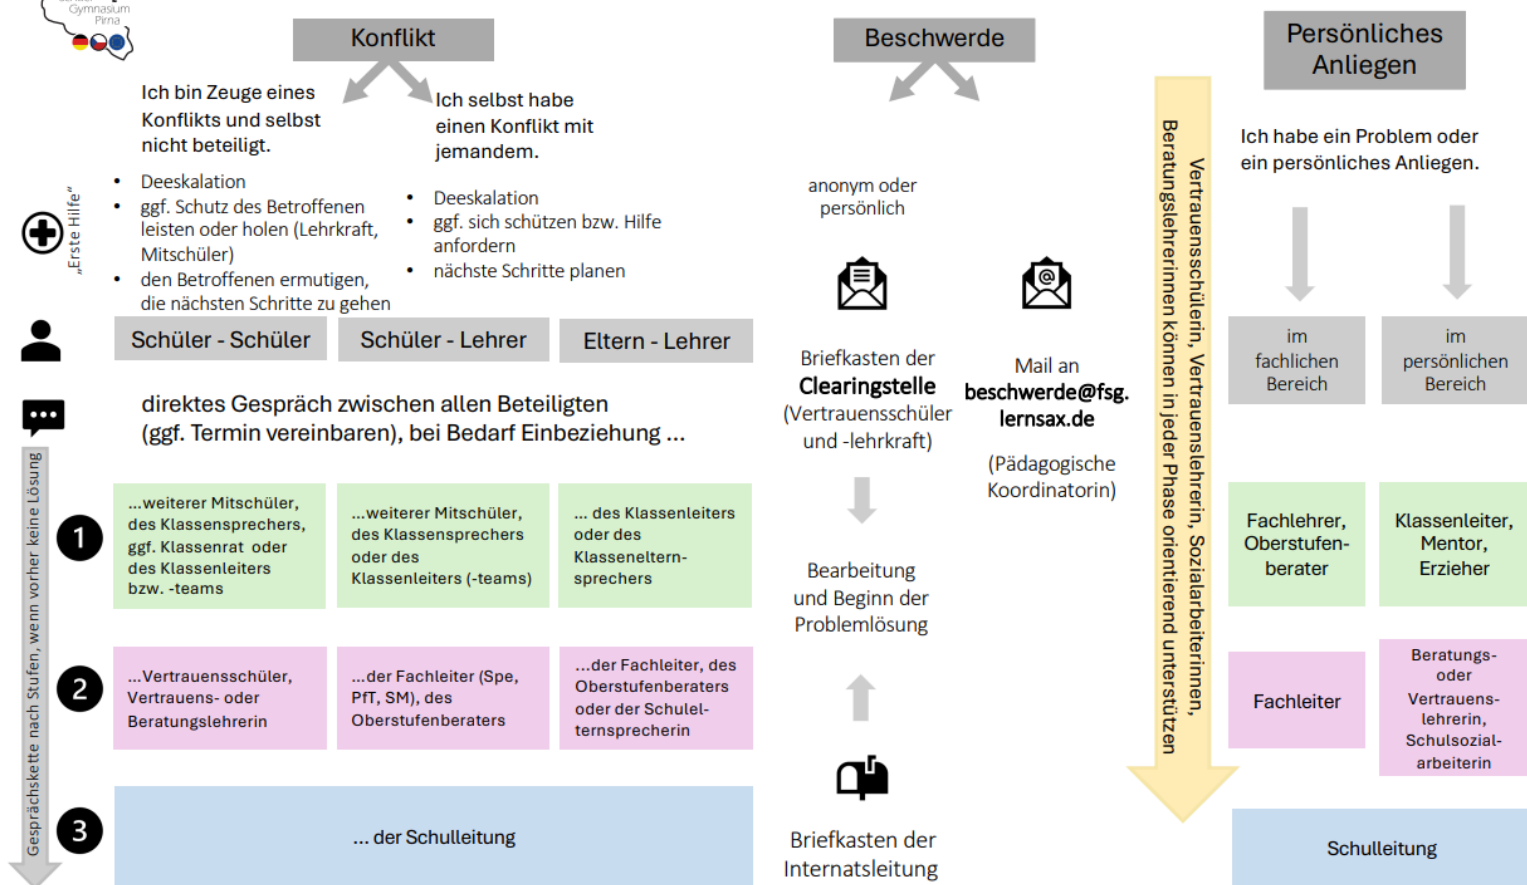 Gymnasium
Pirna
Konflikt
Ich bin Zeuge eines
Konflikts und selbst
nicht beteiligt.
Ich selbst habe
einen Konflikt mit
jemandem.
„Erste Hilfe“
• Deeskalation
• ggf. Schutz des Betroffenen
leisten oder holen (Lehrkraft,
Mitschüler)
• den Betroffenen ermutigen,
die nächsten Schritte zu gehen
• Deeskalation
• ggf. sich schützen bzw. Hilfe
anfordern
• nächste Schritte planen
Schüler - Schüler
Schüler - Lehrer
Eltern - Lehrer
direktes Gespräch zwischen allen Beteiligten
(ggf. Termin vereinbaren), bei Bedarf Einbeziehung ...
Gesprächskette nach Stufen, wenn vorher keine Lösung
1
...weiterer Mitschüler,
des Klassensprechers,
ggf. Klassenrat oder
des Klassenleiters
bzw. -teams
...weiterer Mitschüler,
des Klassensprechers
oder des
Klassenleiters (-teams)
... des Klassenleiters
oder des
Klasseneltern-
sprechers
2
...Vertrauensschüler,
Vertrauens- oder
Beratungslehrerin
...der Fachleiter (Spe,
PfT, SM), des
Oberstufenberaters
...der Fachleiter, des
Oberstufenberaters
oder der Schulel-
ternsprecherin
3
... der Schulleitung
Beschwerde
anonym oder
persönlich
Briefkasten der
Clearingstelle
(Vertrauensschüler
und -lehrkraft)
@
Mail an
beschwerde@fsg.
lernsax.de
(Pädagogische
Koordinatorin)
Bearbeitung
und Beginn der
Problemlösung
Briefkasten der
Internatsleitung
Vertrauensschülerin, Vertrauenslehrerin, Sozialarbeiterinnen,
Beratungslehrerinnen können in jeder Phase orientierend unterstützen
Persönliches
Anliegen
Ich habe ein Problem oder
ein persönliches Anliegen.
im
fachlichen
Bereich
im
persönlichen
Bereich
Fachlehrer,
Oberstufen-
berater
Klassenleiter,
Mentor,
Erzieher
Fachleiter
Beratungs-
oder
Vertrauens-
lehrerin,
Schulsozial-
arbeiterin
Schulleitung